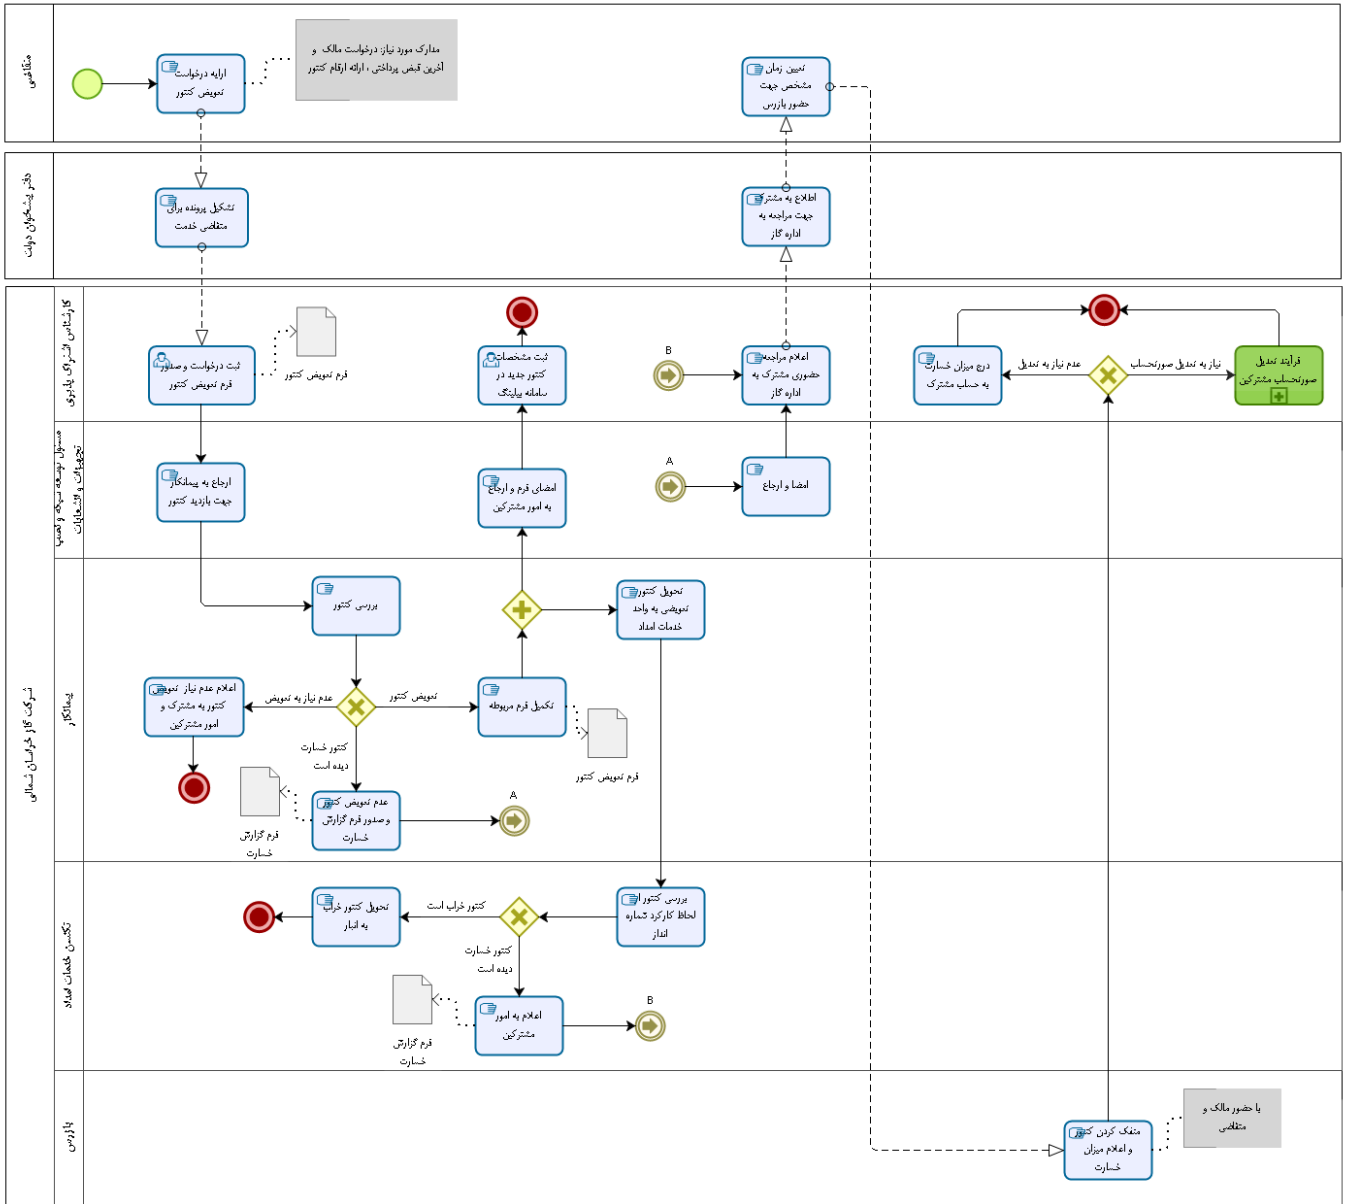 متقاضی
ارایه درخواست
تعویض کنتور
مدارک مورد نیاز: درخواست مالک و
آخرین قبض پرداختی ، ارائه ارقام کنتور
تعیین زمان
مشخص جهت
حضور بازرس
دفتر پیشخوان دولت
تشکیل پرونده برای
متقاضی خدمت
اطلاع به مشترک
جهت مراجعه به
اداره گاز
شرکت گاز خراسان شمالی
کارشناس اشتراک پذیری
ثبت درخواست و صدور
فرم تعویض کنتور
فرم تعویض کنتور
ثبت مشخصات
کنتور جدید در
سامانه بیلینگ
B
اعلام مراجعه
حضوری مشترک به
اداره گاز
درج میزان خسارت
به حساب مشترک
عدم نیاز به تعدیل
نیاز به تعدیل صورتحساب
فرآیند تعدیل
صورتحساب مشترکین
مسئول توسعه شبکه و نصب
تجهیزات و انشعابات
ارجاع به پیمانکار
جهت بازدید کنتور
امضای فرم و ارجاع
به امور مشترکین
A
امضا و ارجاع
پیمانکار
بررسی کنتور
تحویل کنتور
تعویضی به واحد
خدمات امداد
اعلام عدم نیاز تعویض
کنتور به مشترک و
امور مشترکین
عدم نیاز به تعویض
تعویض کنتور
تکمیل فرم مربوطه
فرم تعویض کنتور
کنتور خسارت
دیده است
عدم تعویض کنتور
و صدور فرم گزارش
خسارت
فرم گزارش
خسارت
A
تکنسن خدمات امداد
تحویل کنتور خراب
به انبار
کنتور خراب است
بررسی کنتور ا
لحاظ کارکرد شماره
انداز
کنتور خسارت
دیده است
اعلام به امور
مشترکین
فرم گزارش
خسارت
B
بازرس
منفک کردن کنتور
و اعلام میزان
خسارت
با حضور مالک و
متقاضی